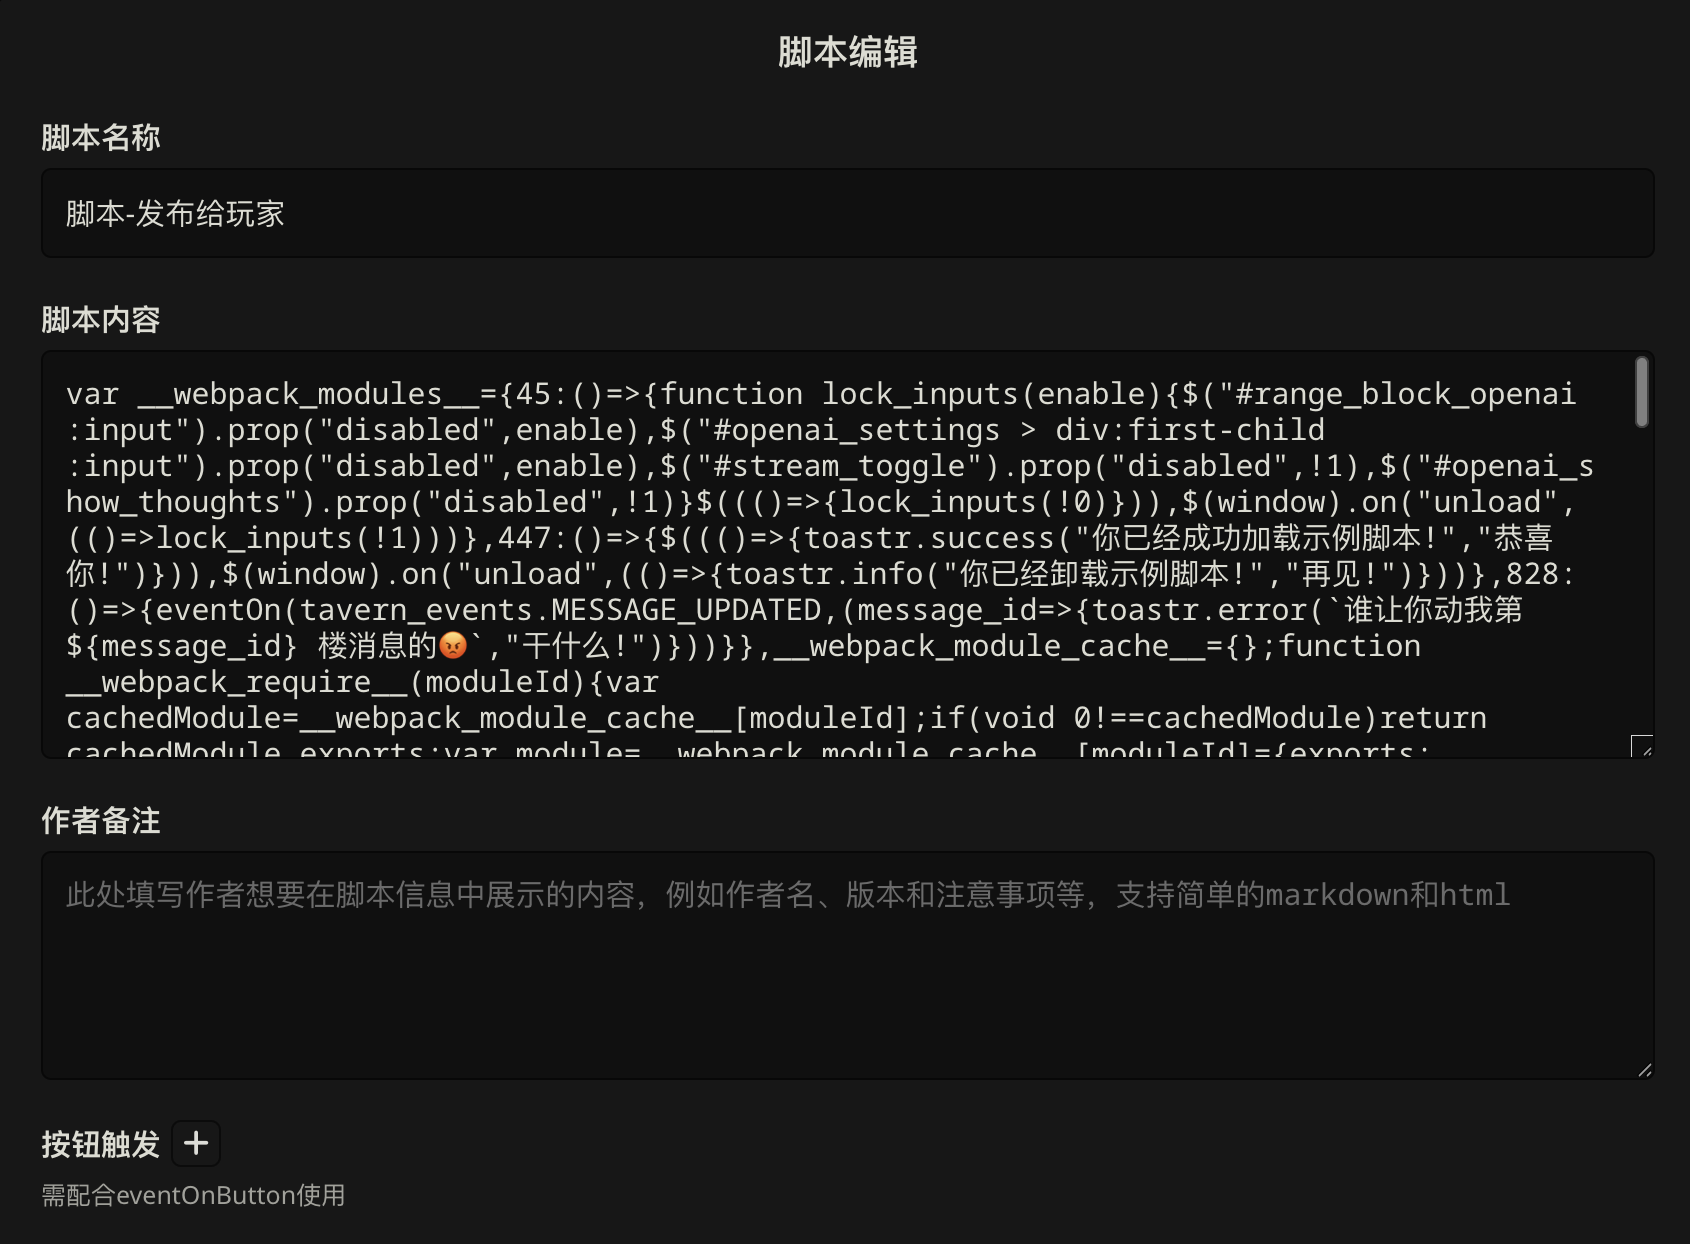 脚本编辑
脚本名称
脚本-发布给玩家
脚本内容
var __webpack_modules__={45:()=>{function lock_inputs(enable){$("#range_block_openai
:input").prop("disabled",enable),$("#openai_settings > div:first-child
:input").prop("disabled",enable),$("#stream_toggle").prop("disabled",!1),$("#openai_s
how_thoughts").prop("disabled",!1)}$((()=>{lock_inputs(!0)})),$(window).on("unload",
(()=>lock_inputs(!1)))},447:()=>{$((()=>{toastr.success("你已经成功加载示例脚本!","恭喜
你!")})),$(window).on("unload",(()=>{toastr.info("你已经卸载示例脚本!","再见!")}))},828:
()=>{eventOn(tavern_events.MESSAGE_UPDATED,(message_id=>{toastr.error(`谁让你动我第
${message_id} 楼消息的😡`,"干什么!")}))}},__webpack_module_cache__={};function
__webpack_require__(moduleId){var
cachedModule=__webpack_module_cache__[moduleId];if(void 0!==cachedModule)return
cachedModule.exports;var module=__webpack_module_cache__[moduleId]={exports:
作者备注
此处填写作者想要在脚本信息中展示的内容，例如作者名、版本和注意事项等，支持简单的markdown和html
按钮触发
需配合eventOnButton使用